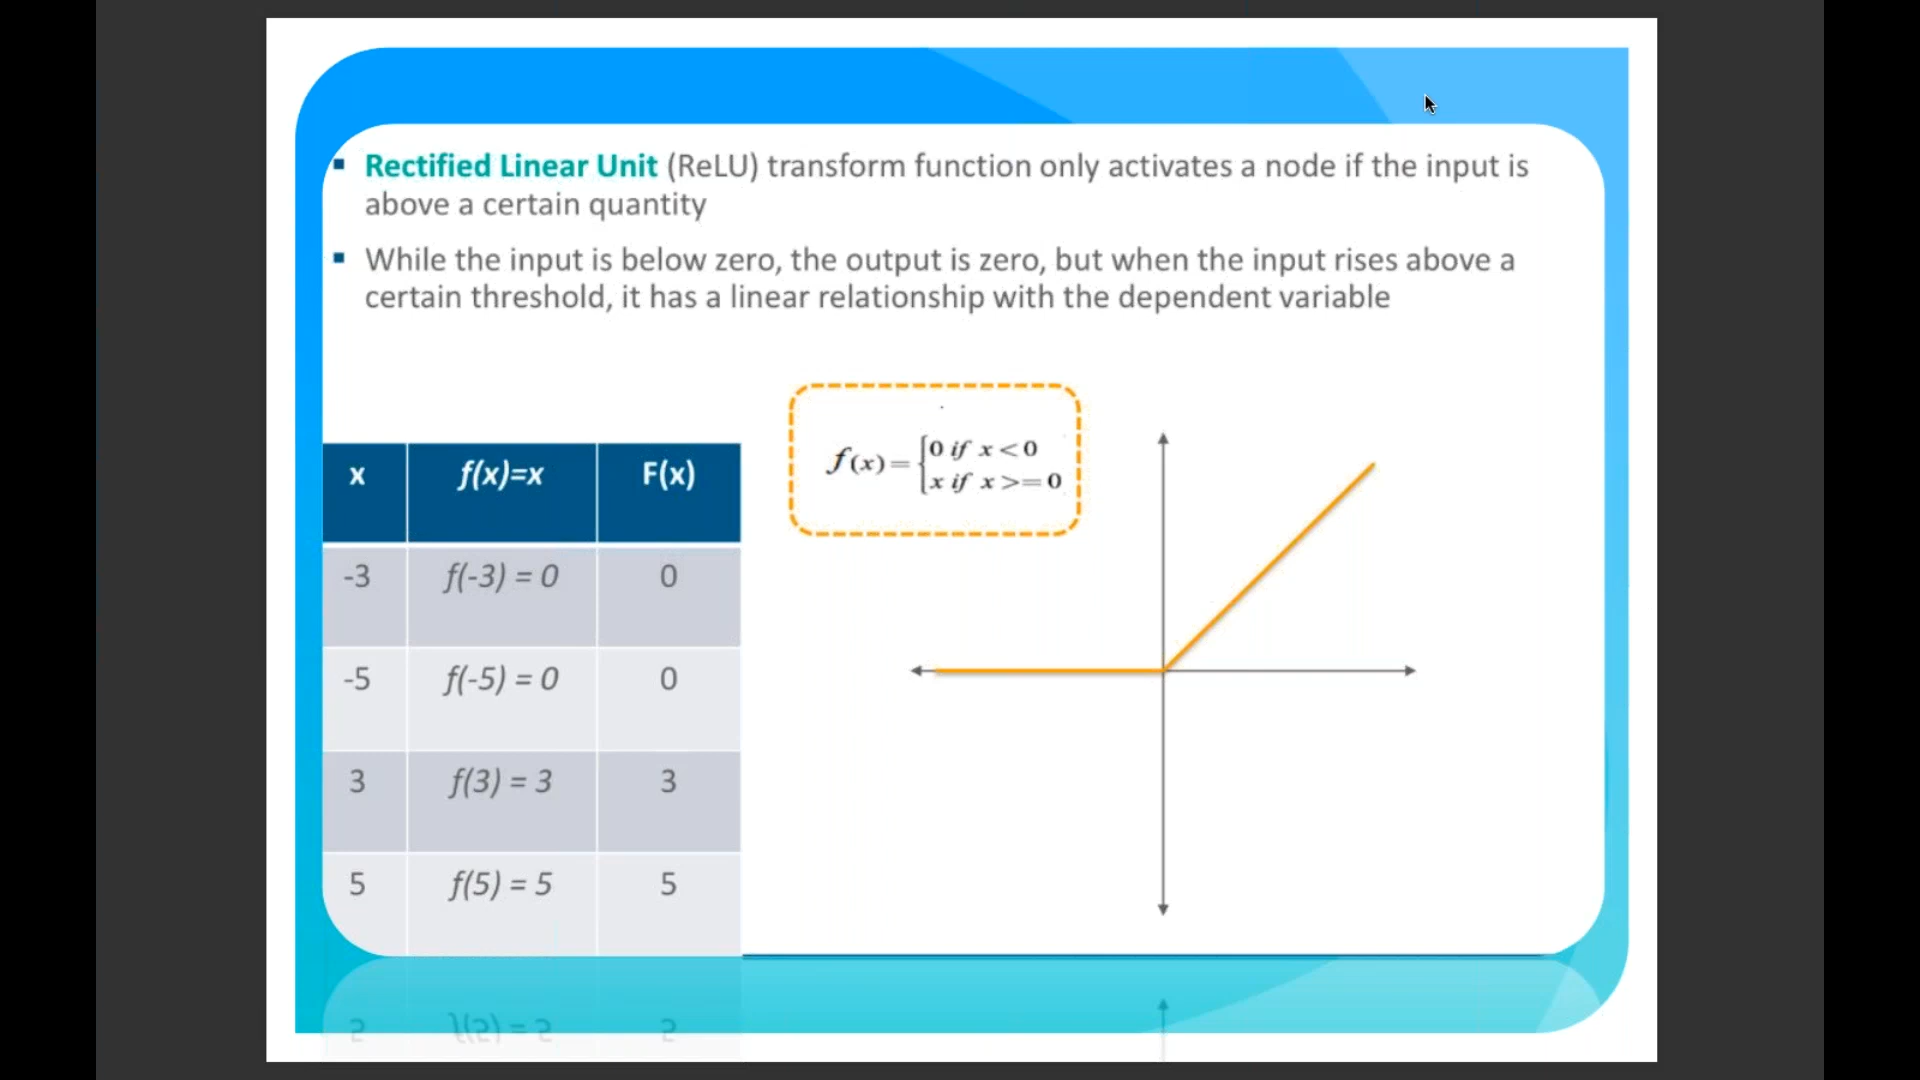 ▪ Rectified Linear Unit (ReLU) transform function only activates a node if the input is
above a certain quantity
▪ While the input is below zero, the output is zero, but when the input rises above a
certain threshold, it has a linear relationship with the dependent variable
f(x)= {0 if x<0
x if x>=0
x f(x)=x F(x)
-3 f(-3) = 0 0
-5 f(-5) = 0 0
3 f(3) = 3 3
5 f(5) = 5 5